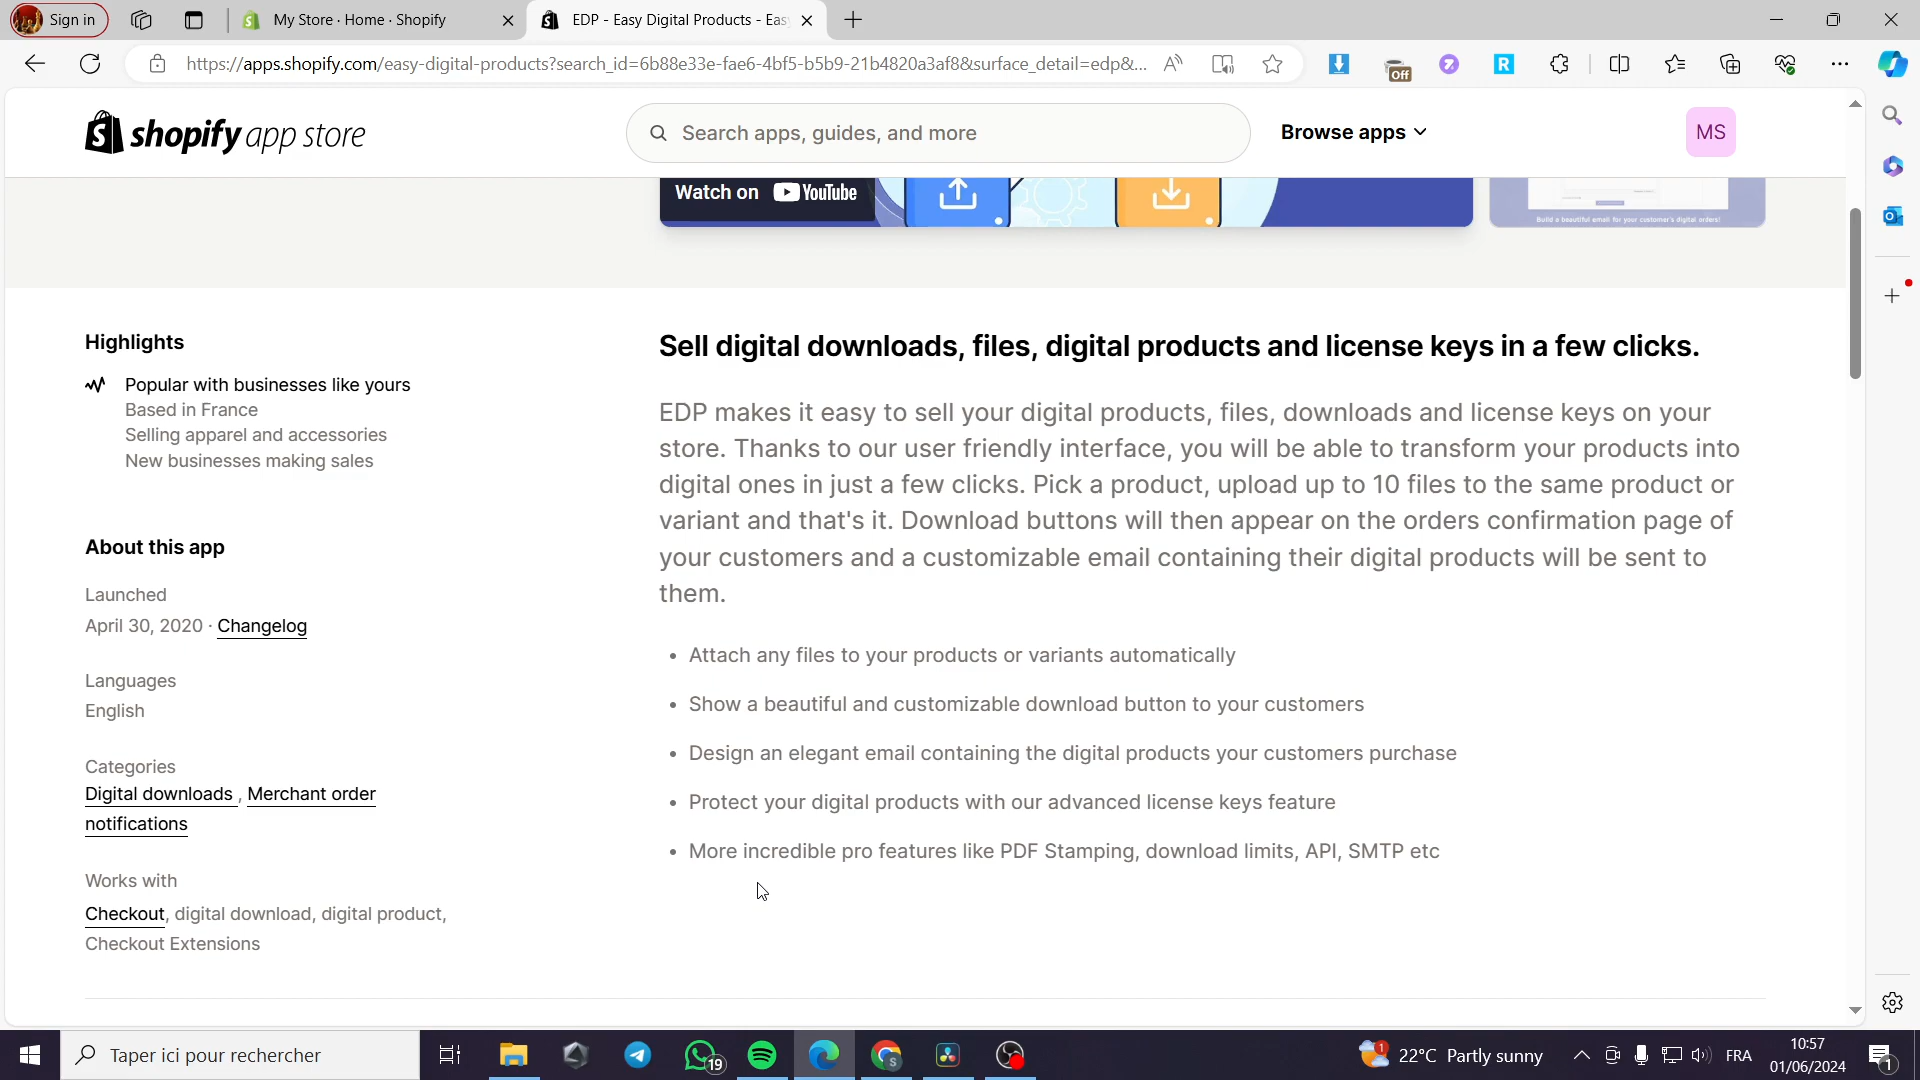 Sign in
My Store · Home · Shopify
EDP - Easy Digital Products - Eas
https://apps.shopify.com/easy-digital-products?search_id=6b88e33e-fae6-4bf5-b5b9-21b4820a3af8&surface_detail=edp&...
Off
shopify app store
Search apps, guides, and more
Browse apps
MS
Watch on YouTube
Build a beautiful email for your customer's digital orders!
Highlights
Popular with businesses like yours
Based in France
Selling apparel and accessories
New businesses making sales
About this app
Launched
April 30, 2020 · Changelog
Languages
English
Categories
Digital downloads , Merchant order
notifications
Works with
Checkout, digital download, digital product,
Checkout Extensions
Sell digital downloads, files, digital products and license keys in a few clicks.
EDP makes it easy to sell your digital products, files, downloads and license keys on your
store. Thanks to our user friendly interface, you will be able to transform your products into
digital ones in just a few clicks. Pick a product, upload up to 10 files to the same product or
variant and that's it. Download buttons will then appear on the orders confirmation page of
your customers and a customizable email containing their digital products will be sent to
them.
• Attach any files to your products or variants automatically
• Show a beautiful and customizable download button to your customers
• Design an elegant email containing the digital products your customers purchase
• Protect your digital products with our advanced license keys feature
• More incredible pro features like PDF Stamping, download limits, API, SMTP etc
Taper ici pour rechercher
19
1
22°C Partly sunny
FRA
10:57
01/06/2024
1